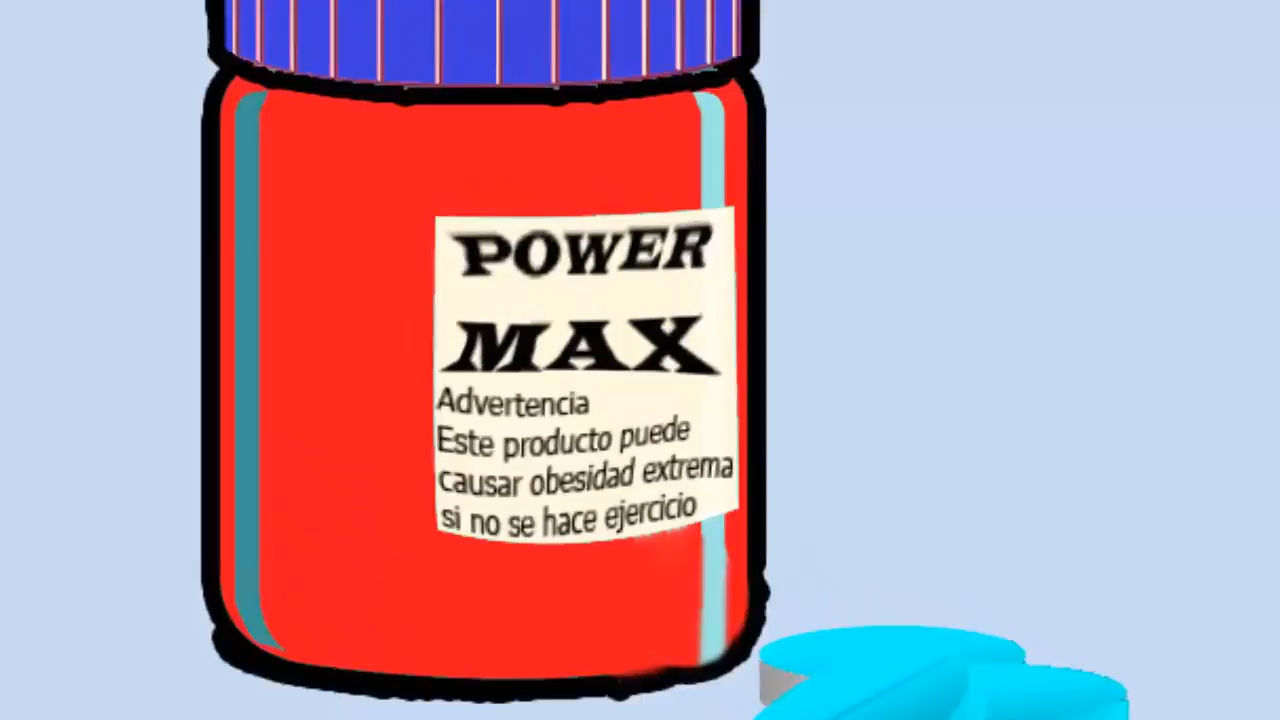 POWER
MAX
Advertencia
Este producto puede
causar obesidad extrema
si no se hace ejercicio